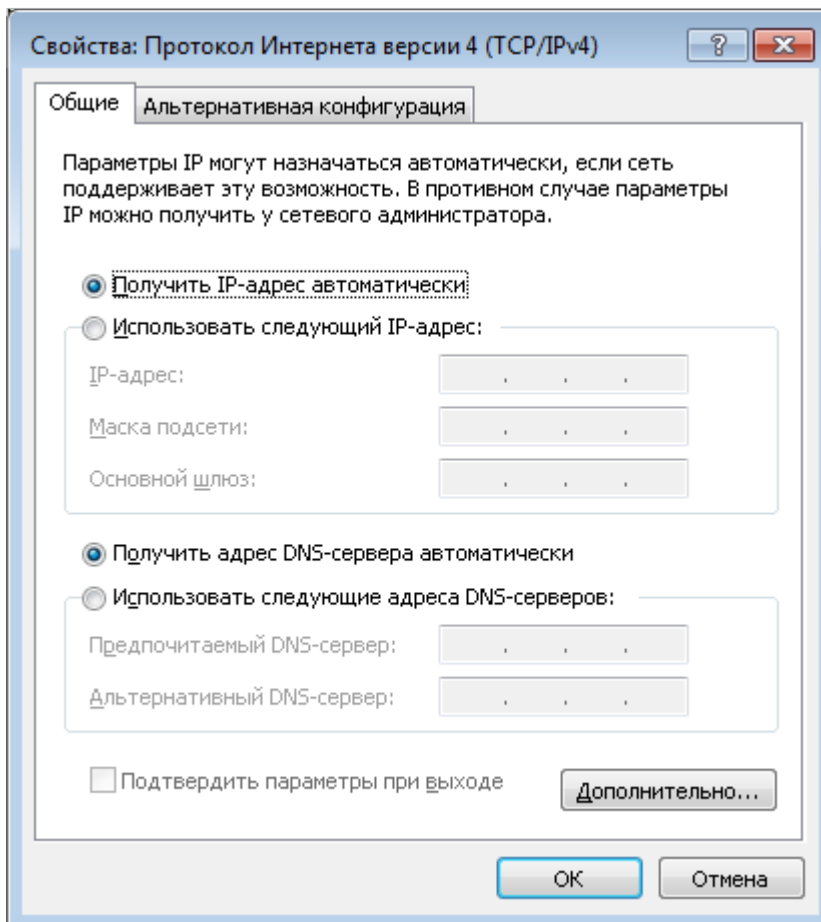 Свойства: Протокол Интернета версии 4 (TCP/IPv4)
Общие
Альтернативная конфигурация
Параметры IP могут назначаться автоматически, если сеть
поддерживает эту возможность. В противном случае параметры
IP можно получить у сетевого администратора.
Получить IP-адрес автоматически
Использовать следующий IP-адрес:
IP-адрес:
Маска подсети:
Основной шлюз:
Получить адрес DNS-сервера автоматически
Использовать следующие адреса DNS-серверов:
Предпочитаемый DNS-сервер:
Альтернативный DNS-сервер:
Подтвердить параметры при выходе
Дополнительно...
ОК
Отмена